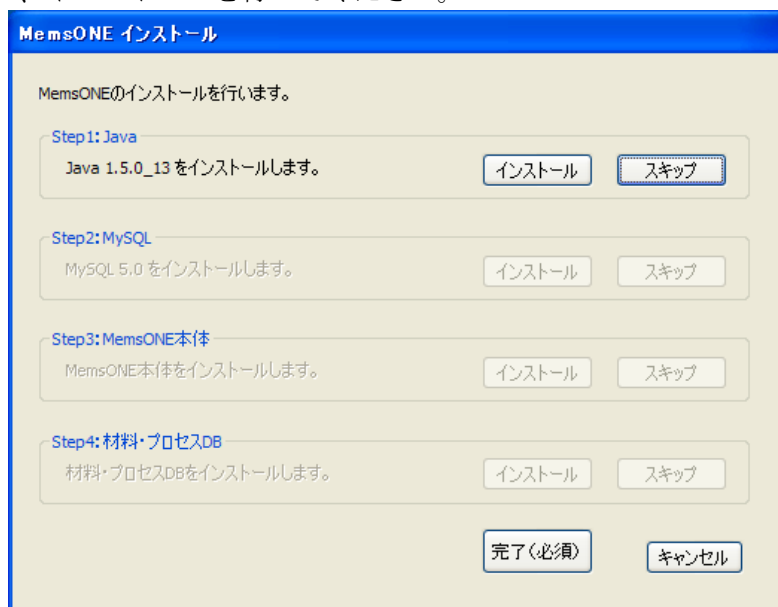 MemsONE インストール
MemsONEのインストールを行います。
Step1:Java
Java 1.5.0_13 をインストールします。 インストール スキップ
Step2:MySQL
MySQL 5.0 をインストールします。 インストール スキップ
Step3:MemsONE本体
MemsONE本体をインストールします。 インストール スキップ
Step4:材料・プロセスDB
材料・プロセスDBをインストールします。 インストール スキップ
完了(必須) キャンセル